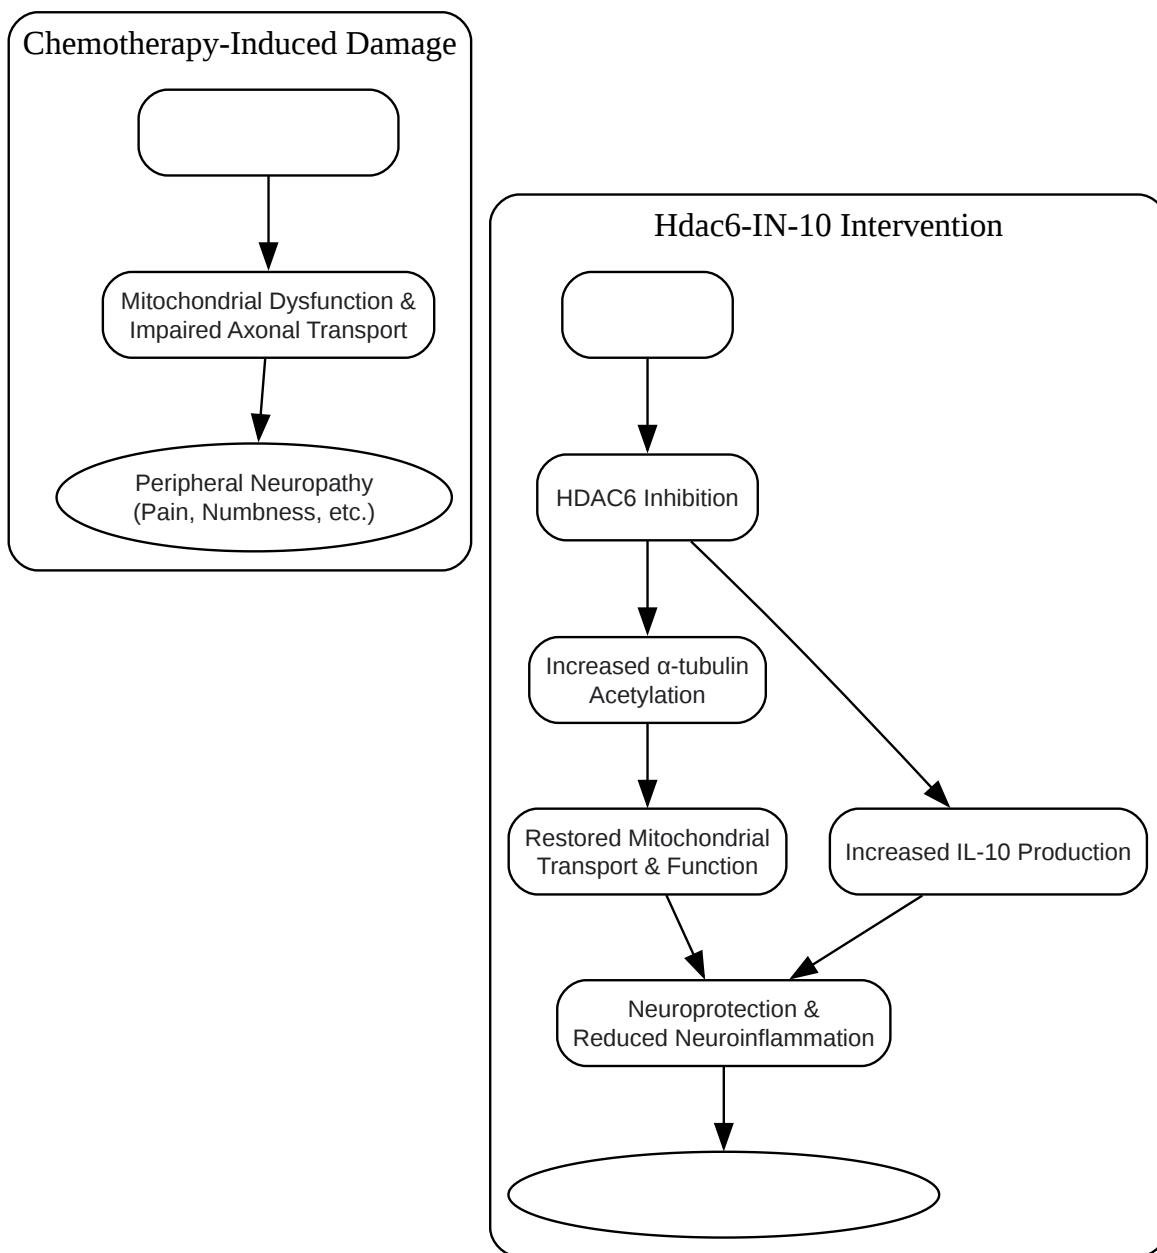 Chemotherapy-Induced Damage
Mitochondrial Dysfunction &
Impaired Axonal Transport
Peripheral Neuropathy
(Pain, Numbness, etc.)
Hdac6-IN-10 Intervention
HDAC6 Inhibition
Increased α-tubulin
Acetylation
Restored Mitochondrial
Transport & Function
Increased IL-10 Production
Neuroprotection &
Reduced Neuroinflammation